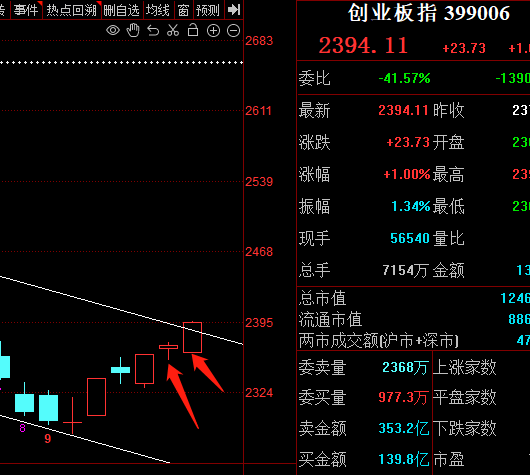 事件 热点回溯 删自选 均线 窗 预测
2683
2611
2539
2468
2395
2324
8
9
创业板指 399006
2394.11 +23.73 +1.0
委比 -41.57% -1390
最新 2394.11 昨收 237
涨跌 +23.73 开盘 236
涨幅 +1.00% 最高 239
振幅 1.34% 最低 236
现手 56540 量比
总手 7154万 金额 13
总市值 1246
流通市值 886
两市成交额(沪市+深市) 47
委卖量 2368万 上涨家数
委买量 977.3万 平盘家数
卖金额 353.2亿 下跌家数
买金额 139.8亿 市盈